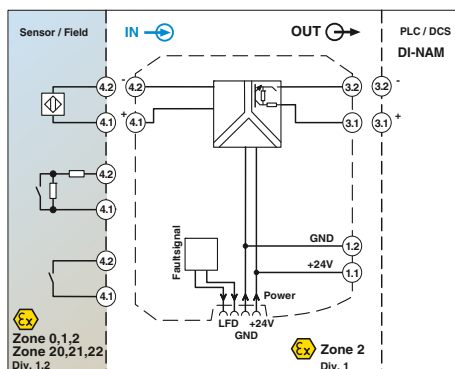 Sensor / Field
IN
OUT
PLC / DCS
DI-NAM
4.2
-
4.2
3.2
3.2
-
4.1
+
4.1
3.1
3.1
+
4.2
4.1
GND
1.2
4.2
+24V
1.1
Faultsignal
4.1
Power
LFD
+24V
GND
Ex
Zone 0,1,2
Zone 20,21,22
Div. 1,2
Ex
Zone 2
Div. 1